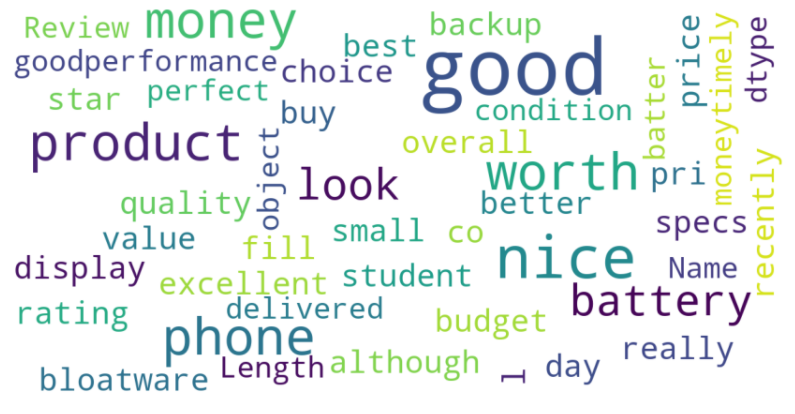 Review
money
backup
best
good
price
moneytimely
dtype
goodperformance
choice
star
perfect
buy
condition
batter
product
object
look
overall
worth
pri
recently
quality
better
value
fill
small
co
specs
display
excellent
student
nice
Name
rating
delivered
budget
battery
phone
Length
although
really
bloatware
l
day